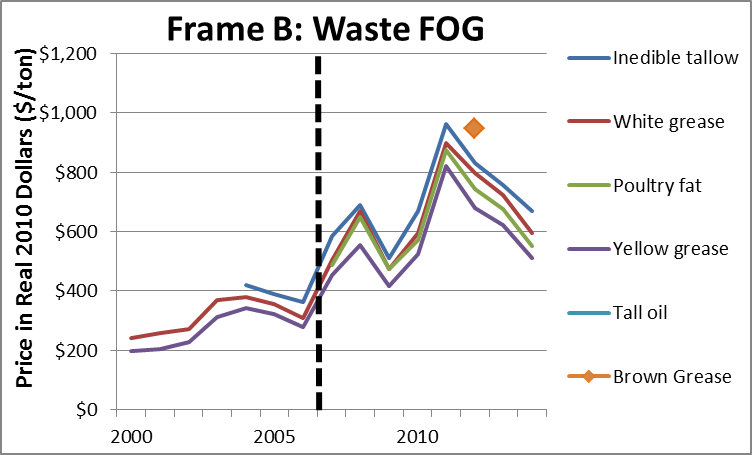 Frame B: Waste FOG
Price in Real 2010 Dollars ($/ton)
$1,200
$1,000
$800
$600
$400
$200
$0
2000 2005 2010
Inedible tallow
White grease
Poultry fat
Yellow grease
Tall oil
Brown Grease